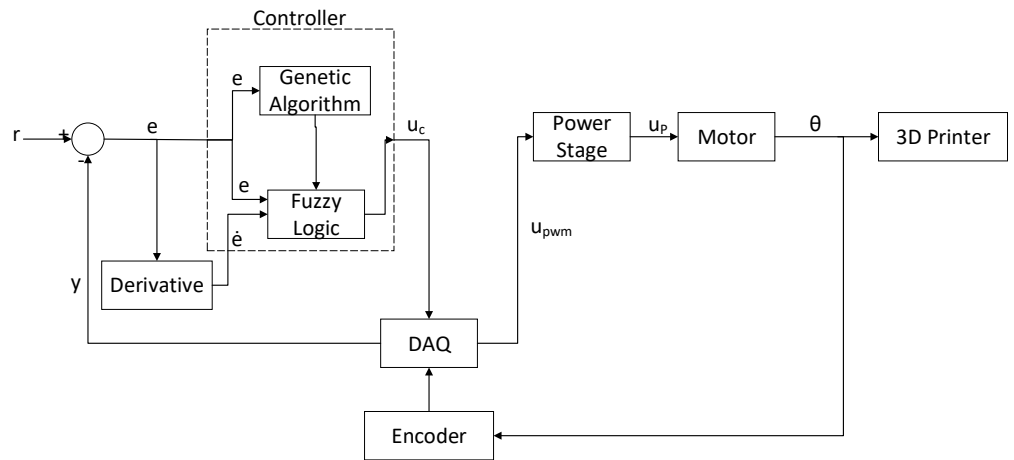 Controller
e
Genetic
Algorithm
r
+
e
u_c
-
Power
Stage
u_P
Motor
θ
3D Printer
e
Fuzzy
Logic
ė
u_pwm
y
Derivative
DAQ
Encoder